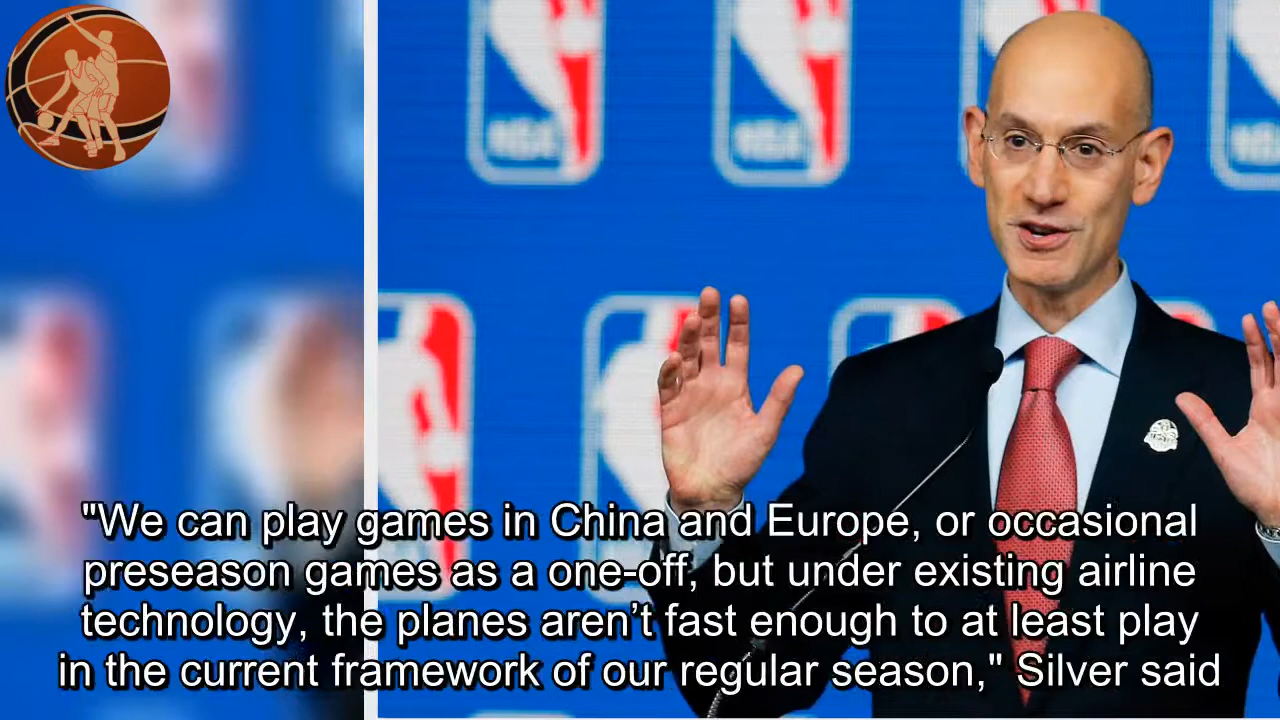 NBA
NBA
"We can play games in China and Europe, or occasional
preseason games as a one-off, but under existing airline
technology, the planes aren’t fast enough to at least play
in the current framework of our regular season," Silver said